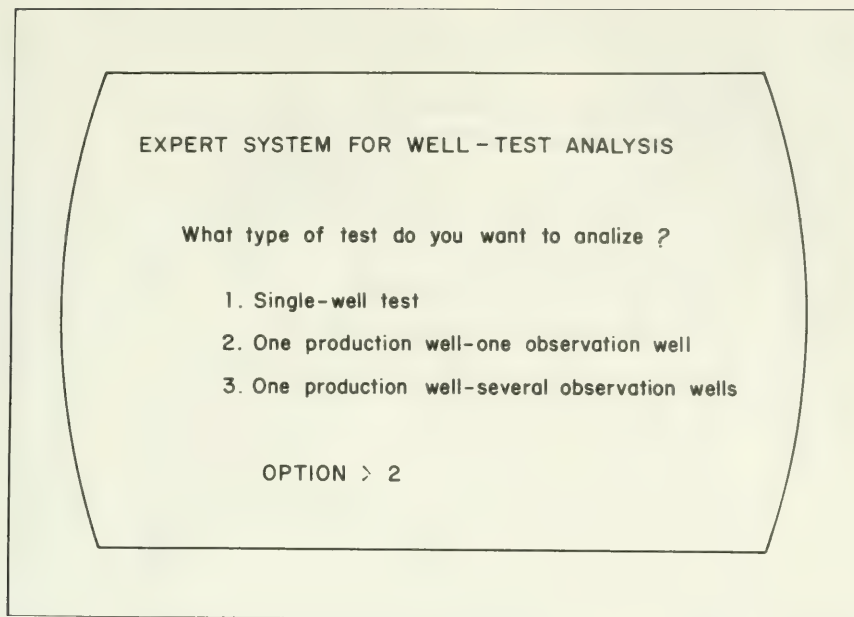 EXPERT SYSTEM FOR WELL-TEST ANALYSIS
What type of test do you want to analize ?
1. Single-well test
2. One production well-one observation well
3. One production well-several observation wells
OPTION > 2